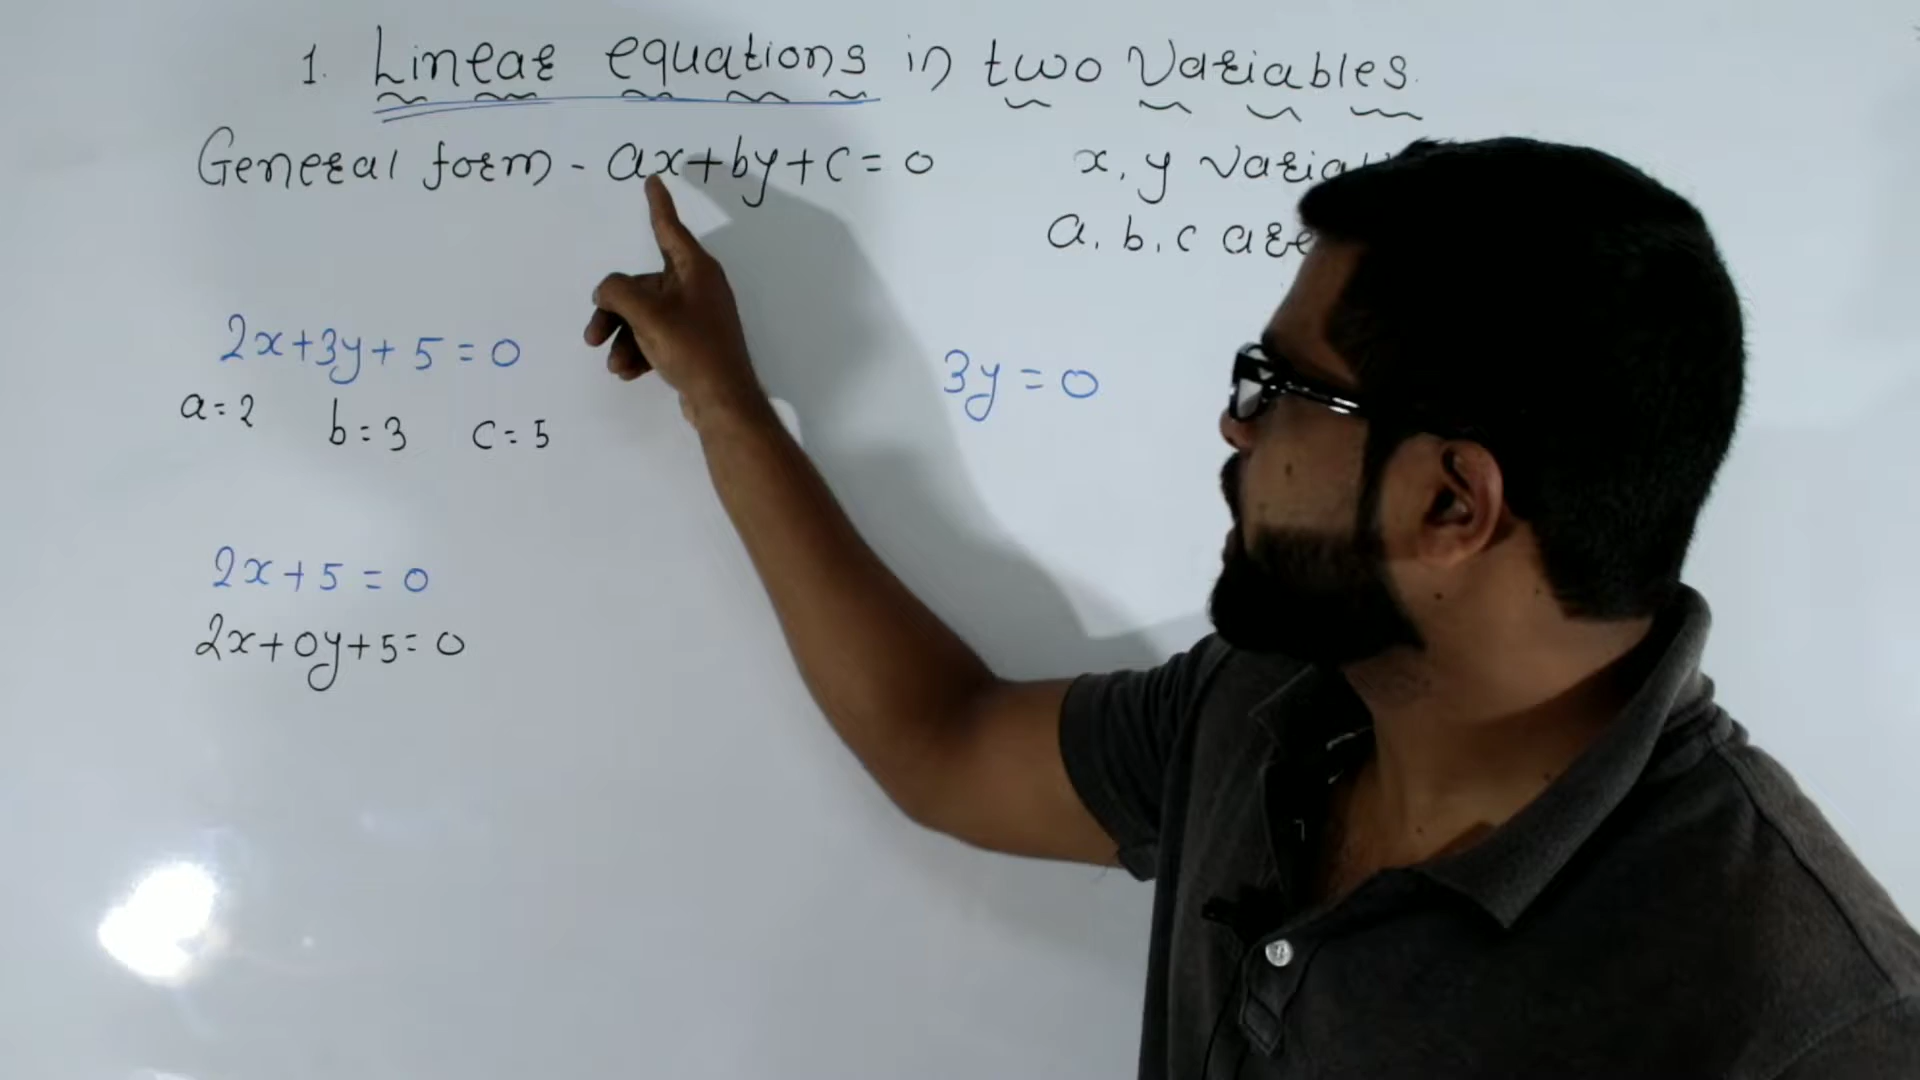 1. Linear equations in two Variables.
General form - ax+by+c=0
x, y
a, b, c are
2x+3y+5=0
a=2 b=3 c=5
3y=0
2x+5=0
2x+0y+5=0